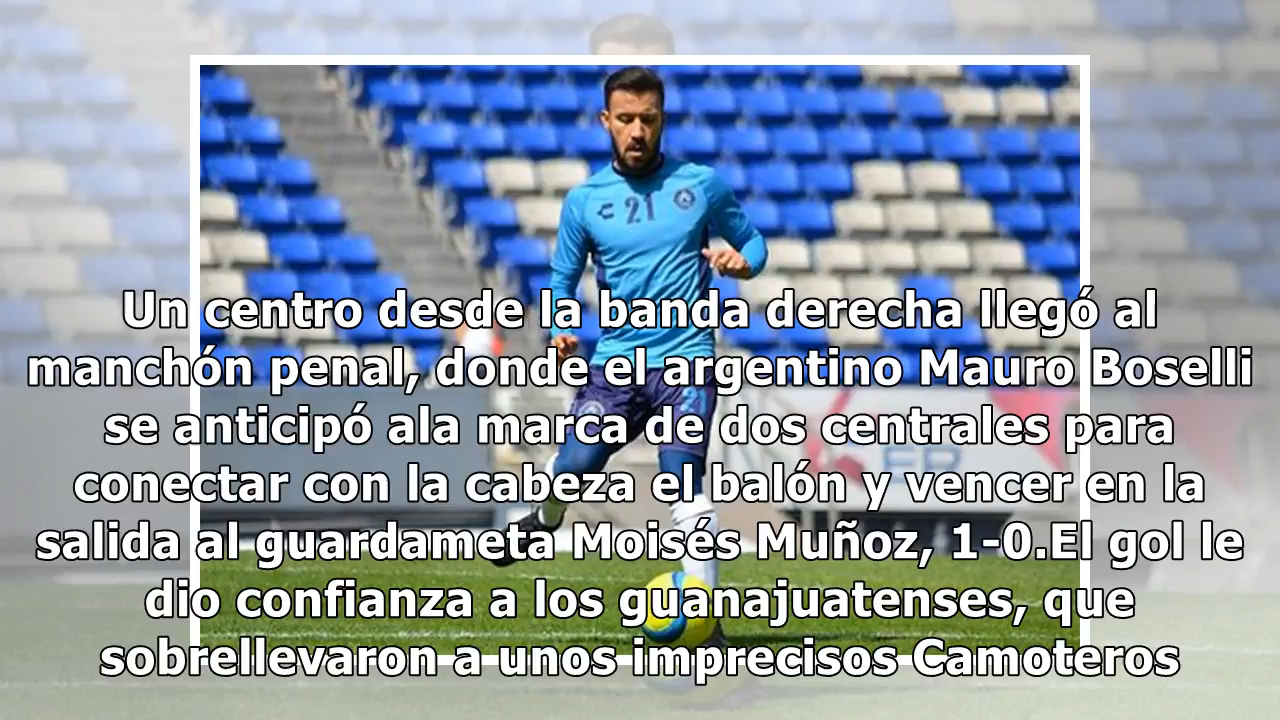 21
Un centro desde la banda derecha llegó al
manchón penal, donde el argentino Mauro Boselli
se anticipó ala marca de dos centrales para
conectar con la cabeza el balón y vencer en la
salida al guardameta Moisés Muñoz, 1-0.El gol le
dio confianza a los guanajuatenses, que
sobrellevaron a unos imprecisos Camoteros